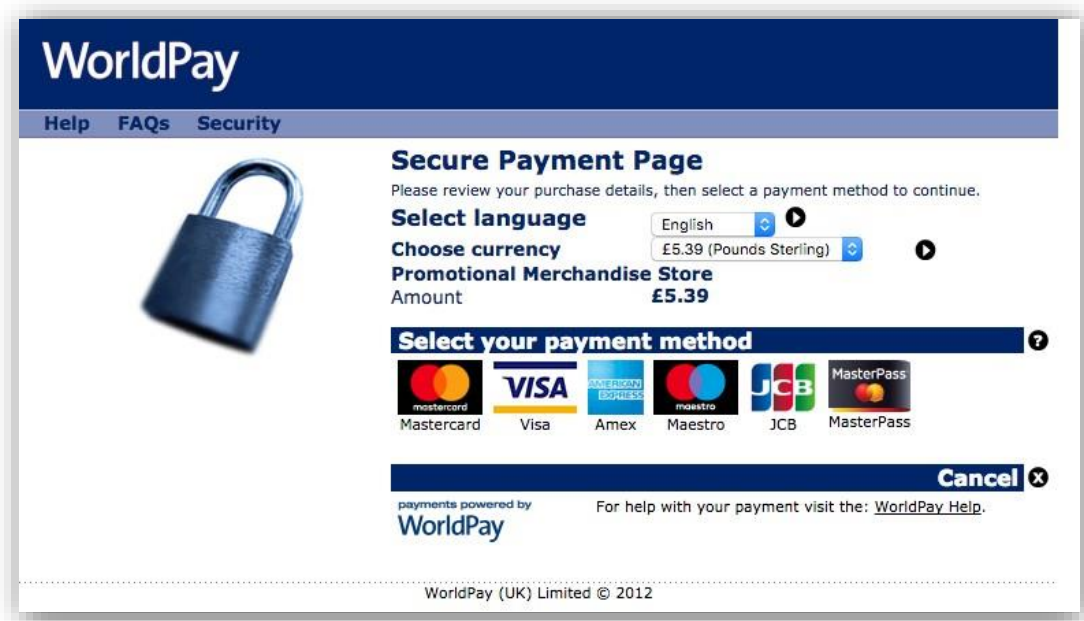 WorldPay
Help FAQs Security
Secure Payment Page
Please review your purchase details, then select a payment method to continue.
Select language English
Choose currency £5.39 (Pounds Sterling)
Promotional Merchandise Store
Amount £5.39
Select your payment method ?
mastercard VISA AMERICAN EXPRESS maestro JCB MasterPass
Mastercard Visa Amex Maestro JCB MasterPass
Cancel
payments powered by
WorldPay
For help with your payment visit the: WorldPay Help.
WorldPay (UK) Limited © 2012